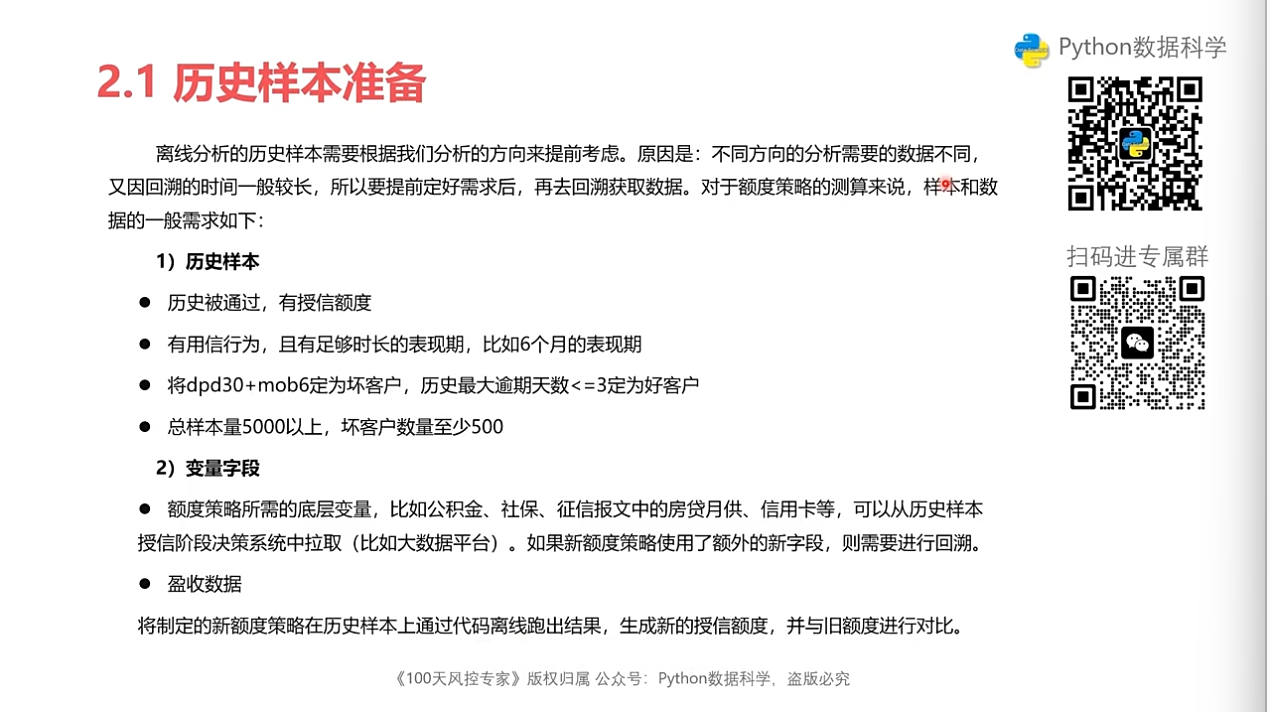 Python数据科学
2.1 历史样本准备
离线分析的历史样本需要根据我们分析的方向来提前考虑。原因是：不同方向的分析需要的数据不同，
又因回溯的时间一般较长，所以要提前定好需求后，再去回溯获取数据。对于额度策略的测算来说，样本和数
据的一般需求如下：
1）历史样本
● 历史被通过，有授信额度
● 有用信行为，且有足够时长的表现期，比如6个月的表现期
● 将dpd30+mob6定为坏客户，历史最大逾期天数<=3定为好客户
● 总样本量5000以上，坏客户数量至少500
2）变量字段
● 额度策略所需的底层变量，比如公积金、社保、征信报文中的房贷月供、信用卡等，可以从历史样本
授信阶段决策系统中拉取（比如大数据平台）。如果新额度策略使用了额外的新字段，则需要进行回溯。
● 盈收数据
将制定的新额度策略在历史样本上通过代码离线跑出结果，生成新的授信额度，并与旧额度进行对比。
扫码进专属群
《100天风控专家》版权归属 公众号：Python数据科学，盗版必究